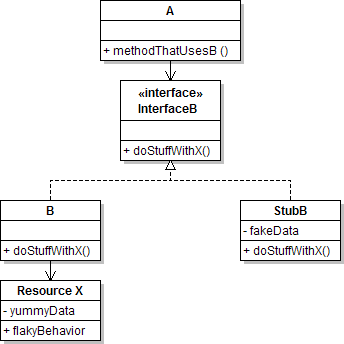 A
+ methodThatUsesB ()
«interface»
InterfaceB
+ doStuffWithX()
B
+ doStuffWithX()
StubB
- fakeData
+ doStuffWithX()
Resource X
- yummyData
+ flakyBehavior